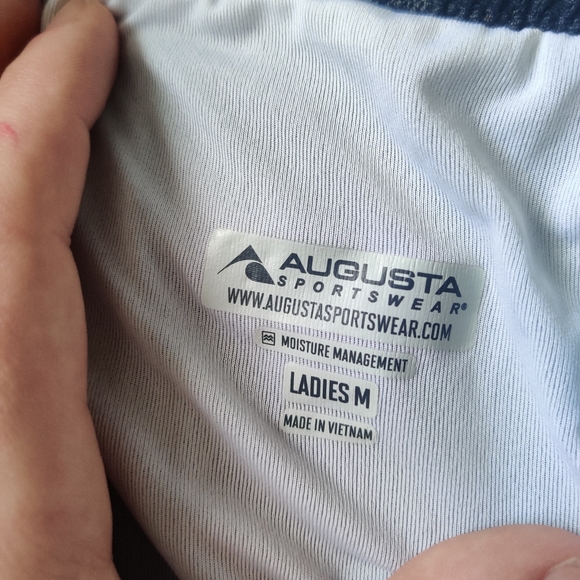 AUGUSTA
SPORTSWEAR®
WWW.AUGUSTASPORTSWEAR.COM
MOISTURE MANAGEMENT
LADIES M
MADE IN VIETNAM